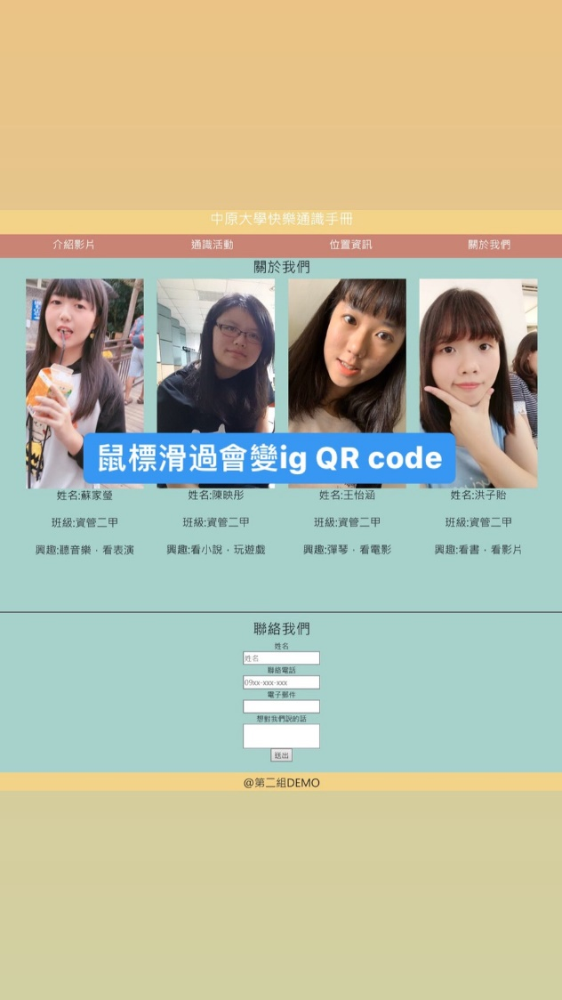 中原大學快樂通識手冊
介紹影片 通識活動 位置資訊 關於我們
關於我們
鼠標滑過會變ig QR code
姓名:蘇家瑩 姓名:陳映彤 姓名:王怡涵 姓名:洪子貽
班級:資管二甲 班級:資管二甲 班級:資管二甲 班級:資管二甲
興趣:聽音樂，看表演 興趣:看小說，玩遊戲 興趣:彈琴，看電影 興趣:看書，看影片
聯絡我們
姓名
姓名
聯絡電話
09xx-xxx-xxx
電子郵件
想對我們說的話
送出
@第二組DEMO